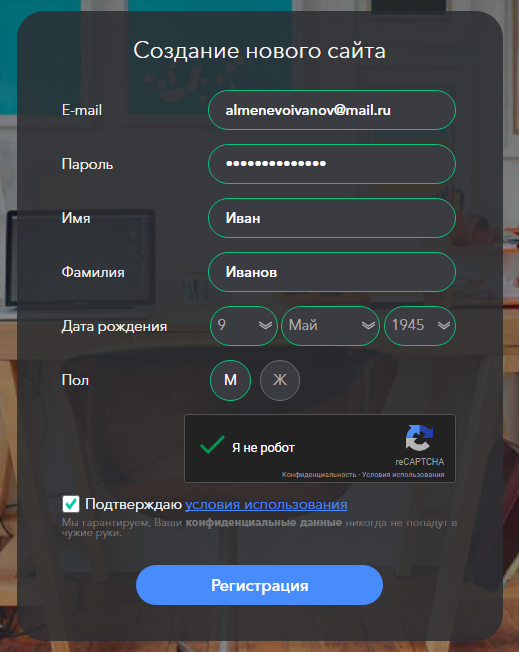 Создание нового сайта
E-mail almenevoivanov@mail.ru
Пароль ••••••••••••••
Имя Иван
Фамилия Иванов
Дата рождения 9 Май 1945
Пол М Ж
Я не робот
reCAPTCHA
Конфиденциальность - Условия использования
Подтверждаю условия использования
Мы гарантируем, Ваши конфиденциальные данные никогда не попадут в
чужие руки.
Регистрация